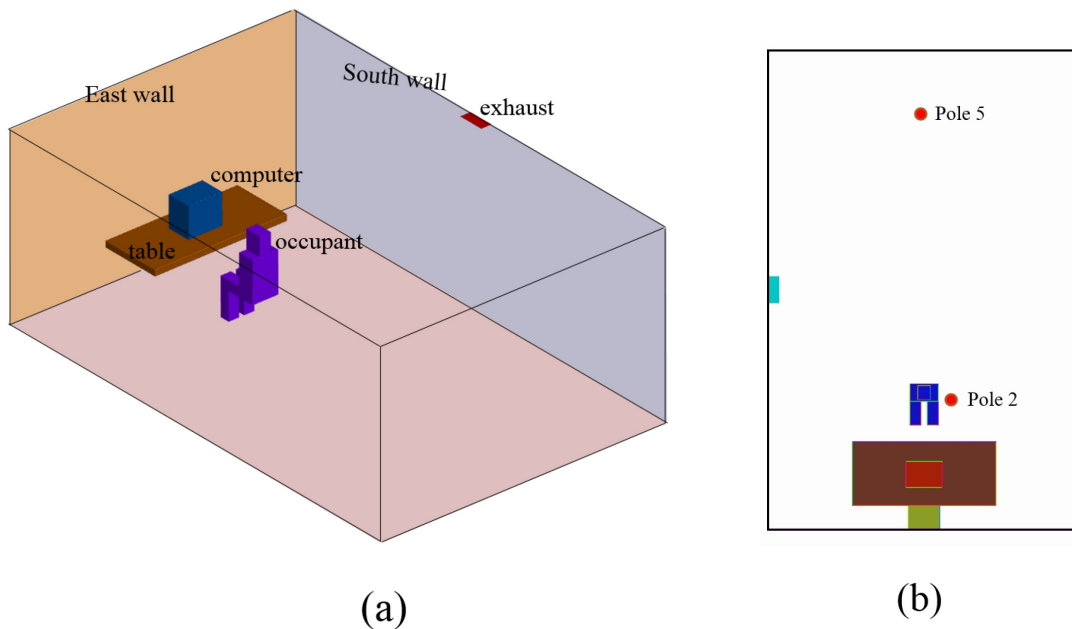 South wall
East wall
exhaust
computer
occupant
table
Pole 5
Pole 2
(a)
(b)